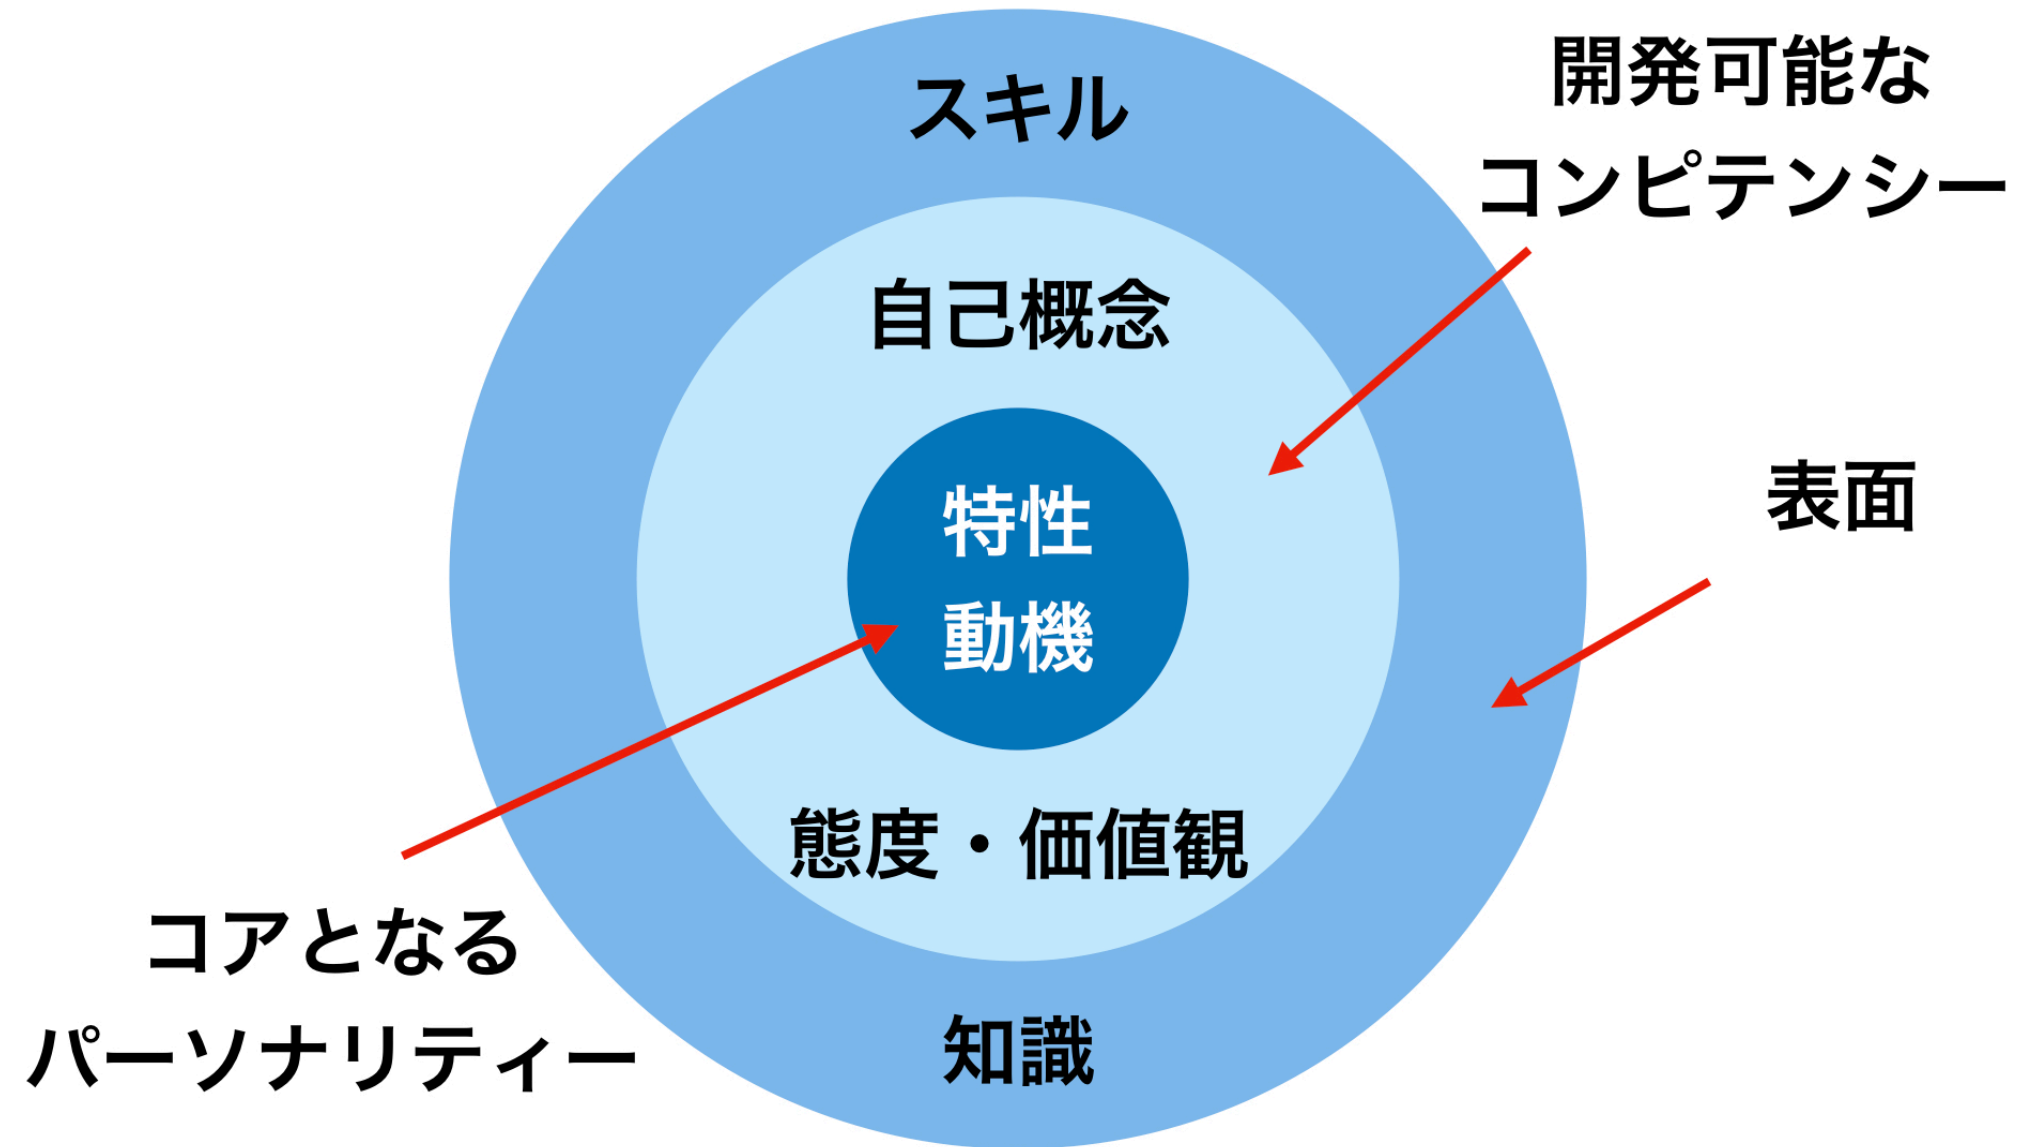 スキル
開発可能な
コンピテンシー
自己概念
表面
特性
動機
態度・価値観
コアとなる
パーソナリティー
知識